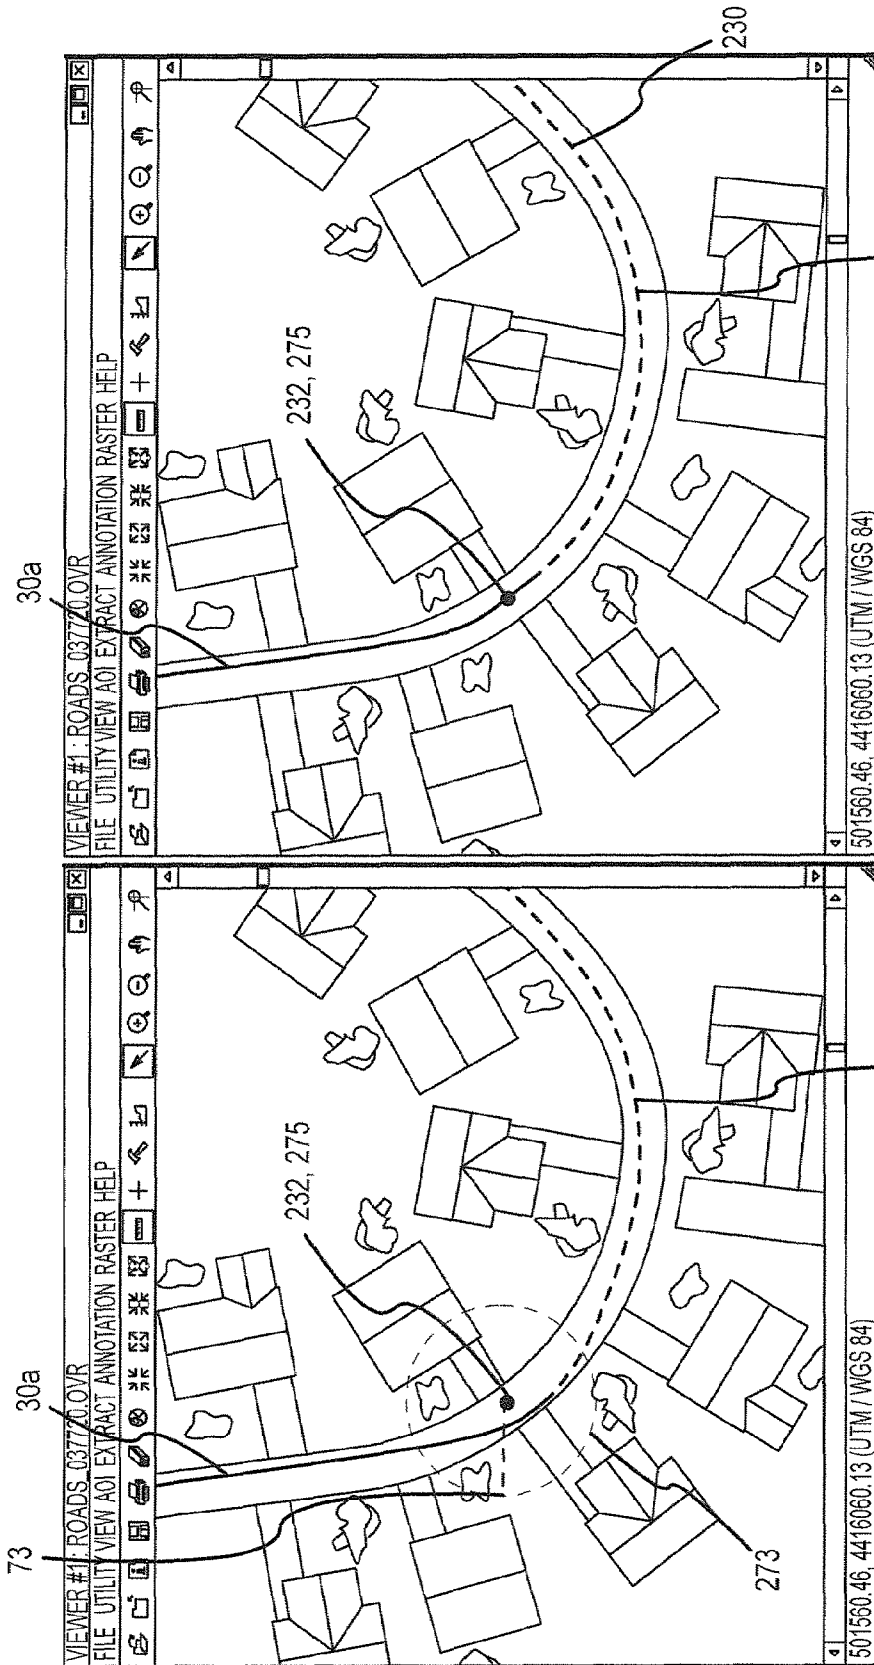 VIEWER #1 : ROADS_037720.OVR
FILE UTILITY VIEW AOI EXTRACT ANNOTATION RASTER HELP
73
30a
232, 275
273
501560.46, 4416060.13 (UTM / WGS 84)
VIEWER #1 : ROADS_037720.OVR
FILE UTILITY VIEW AOI EXTRACT ANNOTATION RASTER HELP
30a
232, 275
230
501560.46, 4416060.13 (UTM / WGS 84)